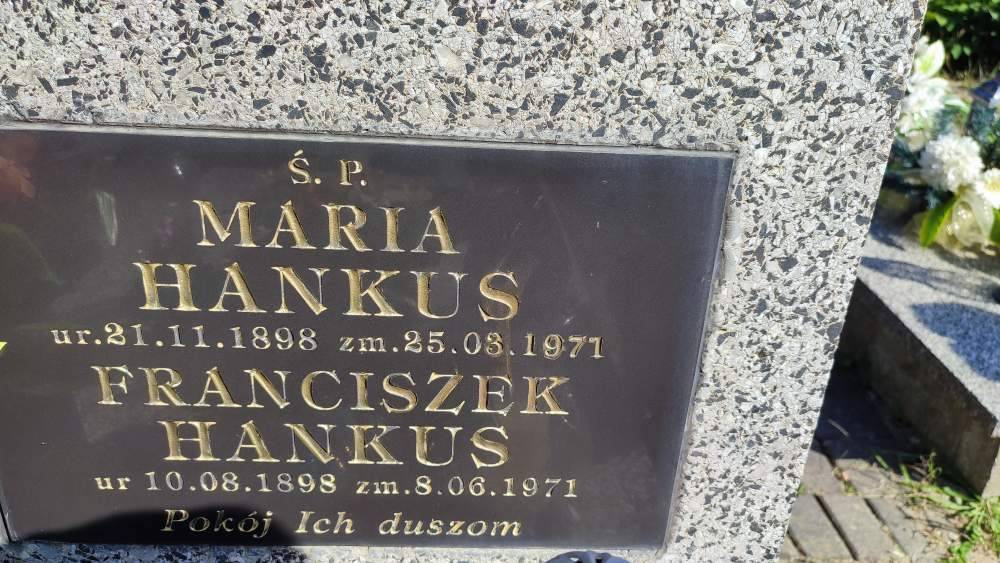 Ś. P.
MARIA
HANKUS
ur.21.11.1898 zm.25.03.1971
FRANCISZEK
HANKUS
ur 10.08.1898 zm.8.06.1971
Pokój Ich duszom